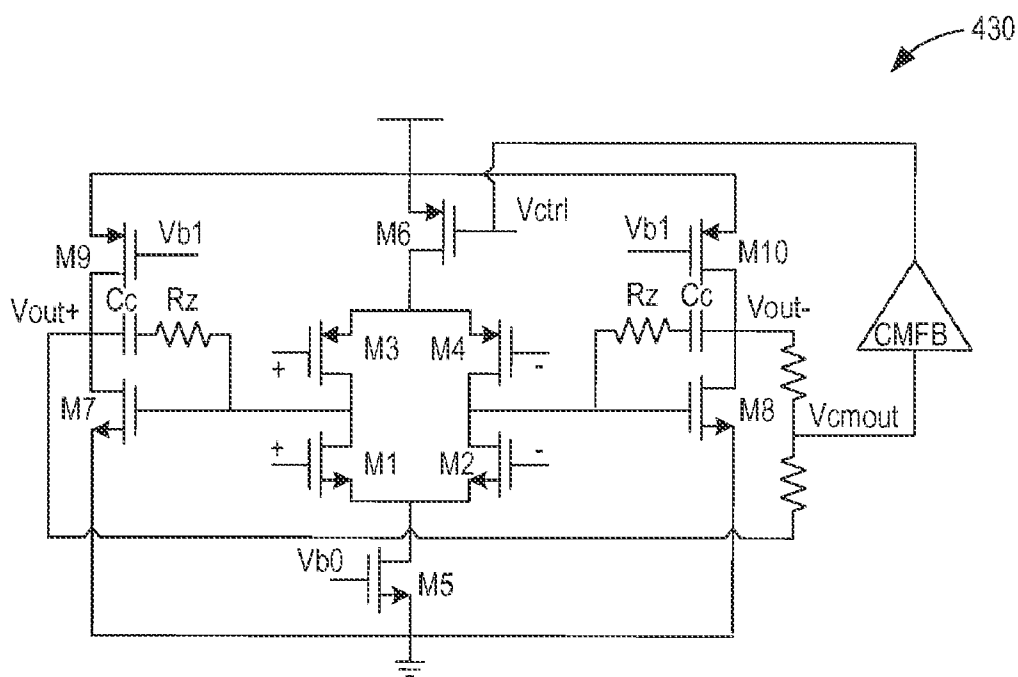 430
M9
Vb1
M6
Vctrl
Vb1
M10
Vout+
Cc
Rz
Rz
Cc
Vout-
CMFB
+
M3
M4
-
M7
M8
Vcmout
+
M1
M2
-
Vb0
M5